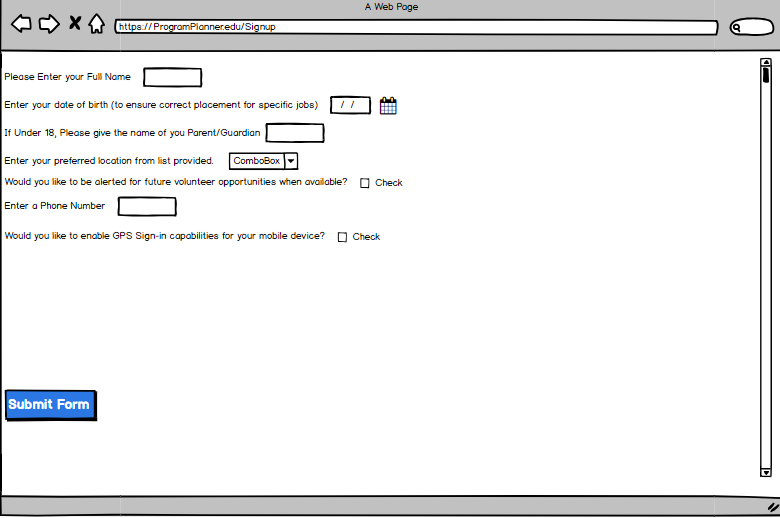 A Web Page
https://ProgramPlanner.edu/Signup
Please Enter your Full Name
Enter your date of birth (to ensure correct placement for specific jobs) / /
If Under 18, Please give the name of you Parent/Guardian
Enter your preferred location from list provided. ComboBox
Would you like to be alerted for future volunteer opportunities when available? Check
Enter a Phone Number
Would you like to enable GPS Sign-in capabilities for your mobile device? Check
Submit Form